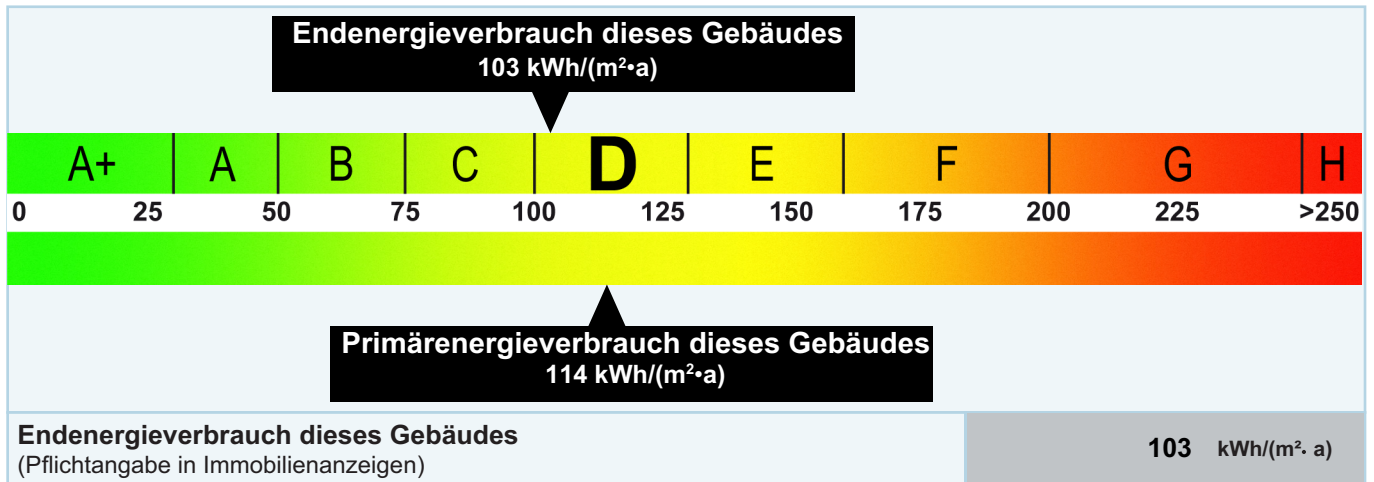 Endenergieverbrauch dieses Gebäudes
103 kWh/(m²•a)
A+ A B C D E F G H
0 25 50 75 100 125 150 175 200 225 >250
Primärenergieverbrauch dieses Gebäudes
114 kWh/(m²•a)
Endenergieverbrauch dieses Gebäudes
(Pflichtangabe in Immobilienanzeigen)
103 kWh/(m²· a)